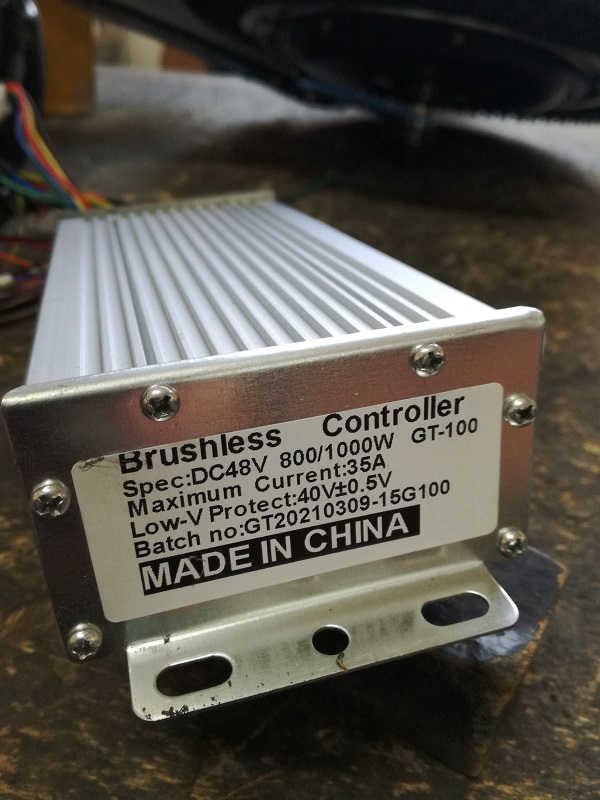 Brushless Controller
Spec:DC48V 800/1000W GT-100
Maximum Current:35A
Low-V Protect:40V±0.5V
Batch no:GT20210309-15G100
MADE IN CHINA